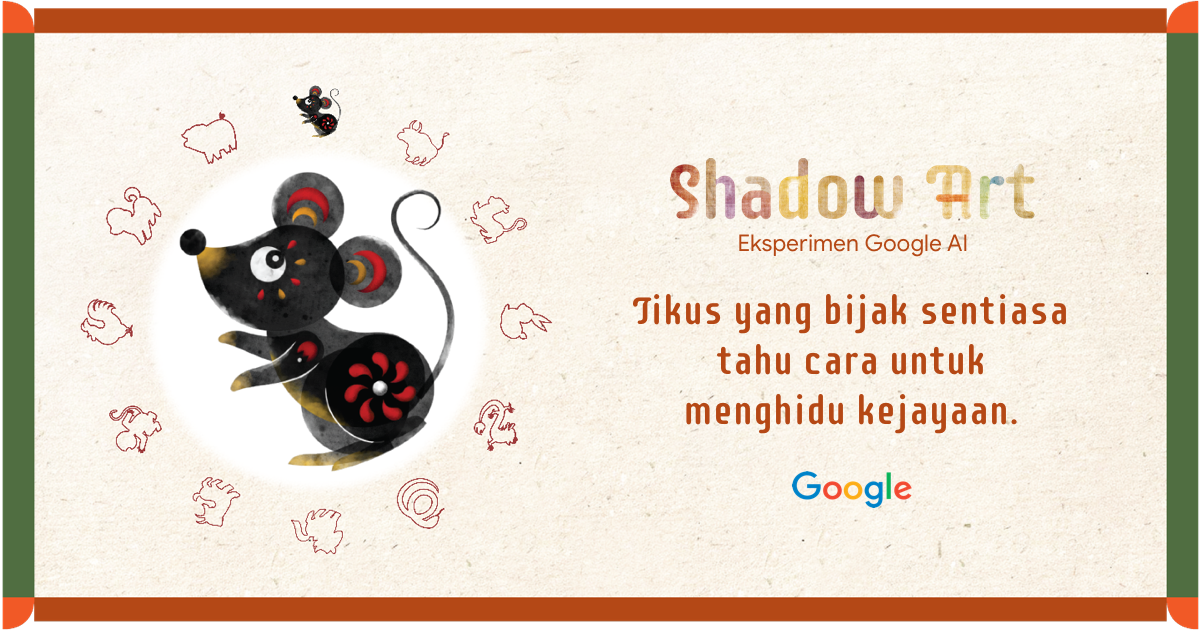 Shadow Art
Eksperimen Google AI
Tikus yang bijak sentiasa
tahu cara untuk
menghidu kejayaan.
Google